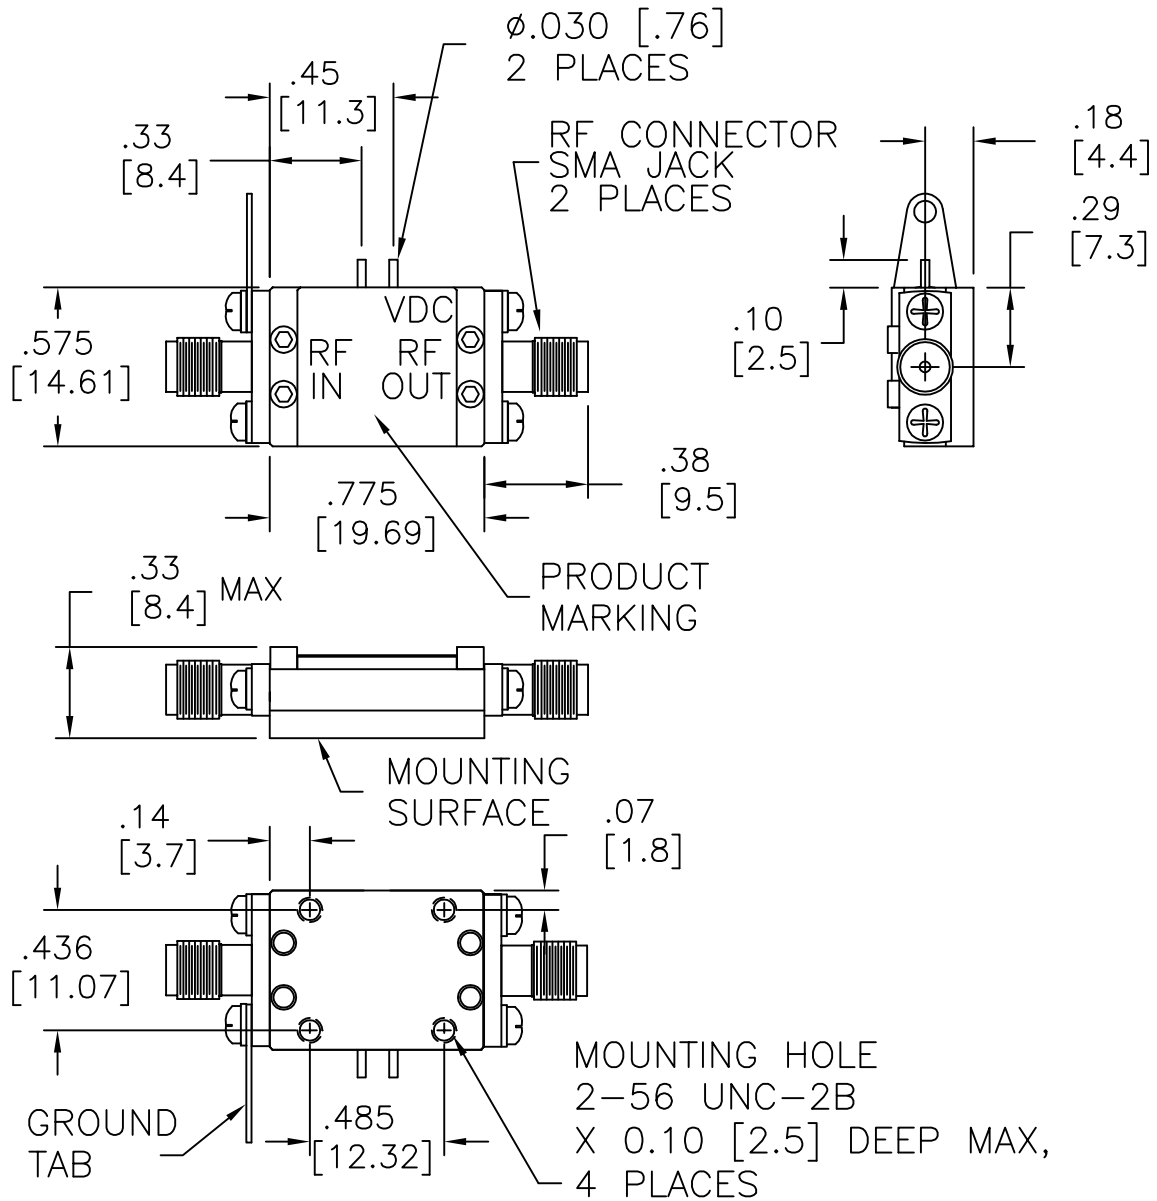 ⌀.030 [.76]
2 PLACES
.45
[11.3]
.33
[8.4]
RF CONNECTOR
SMA JACK
2 PLACES
.18
[4.4]
.29
[7.3]
.10
[2.5]
VDC
RF
IN
RF
OUT
.575
[14.61]
.38
[9.5]
.775
[19.69]
PRODUCT
MARKING
.33
[8.4] MAX
MOUNTING
SURFACE
.14
[3.7]
.07
[1.8]
.436
[11.07]
GROUND
TAB
.485
[12.32]
MOUNTING HOLE
2-56 UNC-2B
X 0.10 [2.5] DEEP MAX,
4 PLACES